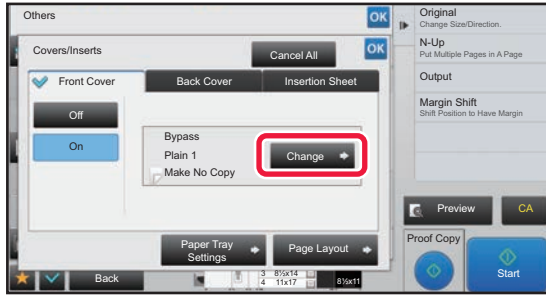 Others
OK
Covers/Inserts
Cancel All
OK
Front Cover
Back Cover
Insertion Sheet
Off
On
Bypass
Plain 1
Make No Copy
Change
Paper Tray
Settings
Page Layout
Back
3 8½x14
4 11x17
8½x11
Original
Change Size/Direction.
N-Up
Put Multiple Pages in A Page
Output
Margin Shift
Shift Position to Have Margin
Preview
CA
Proof Copy
Start